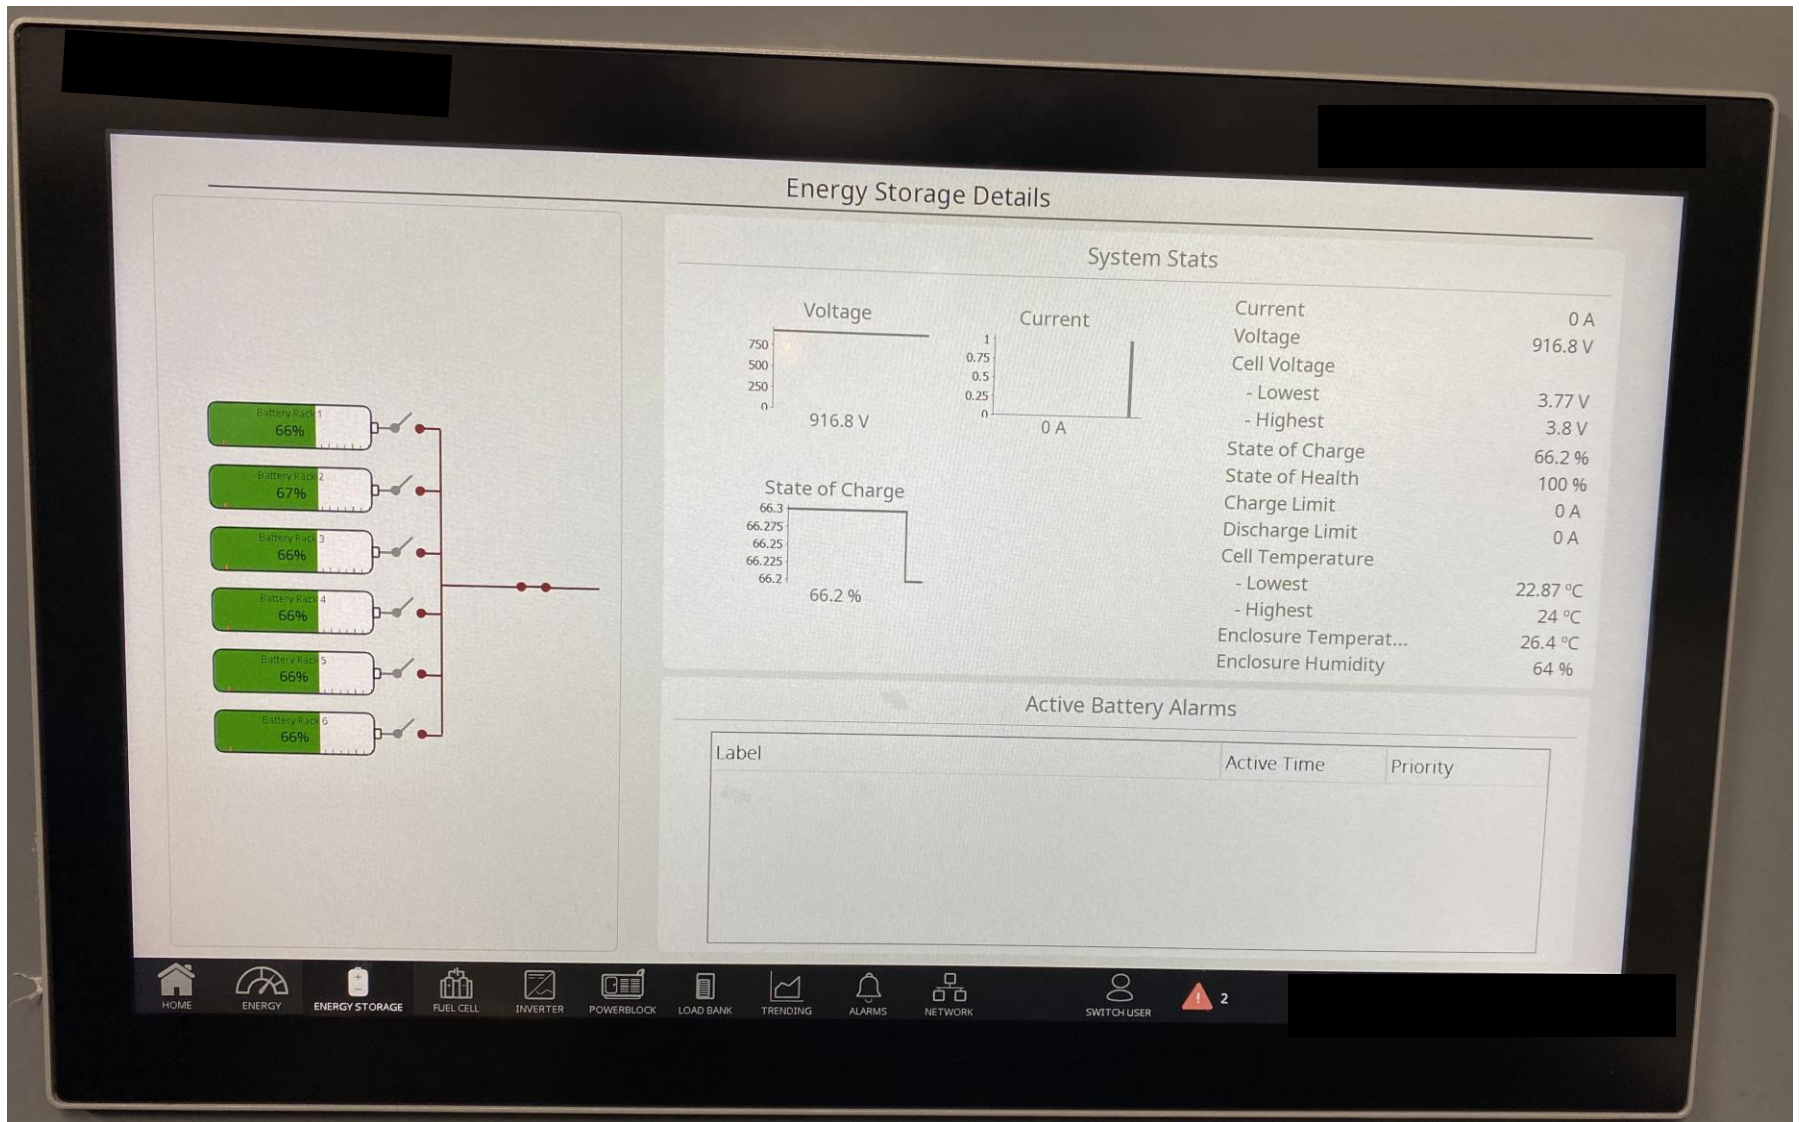 Energy Storage Details
Battery Rack 1
66%
Battery Rack 2
67%
Battery Rack 3
66%
Battery Rack 4
66%
Battery Rack 5
66%
Battery Rack 6
66%
System Stats
Voltage
750
500
250
0
916.8 V
Current
1
0.75
0.5
0.25
0
0 A
State of Charge
66.3
66.275
66.25
66.225
66.2
66.2 %
Current 0 A
Voltage 916.8 V
Cell Voltage
- Lowest 3.77 V
- Highest 3.8 V
State of Charge 66.2 %
State of Health 100 %
Charge Limit 0 A
Discharge Limit 0 A
Cell Temperature
- Lowest 22.87 ºC
- Highest 24 ºC
Enclosure Temperat... 26.4 ºC
Enclosure Humidity 64 %
Active Battery Alarms
Label Active Time Priority
HOME ENERGY ENERGY STORAGE FUEL CELL INVERTER POWERBLOCK LOAD BANK TRENDING ALARMS NETWORK SWITCH USER ! 2